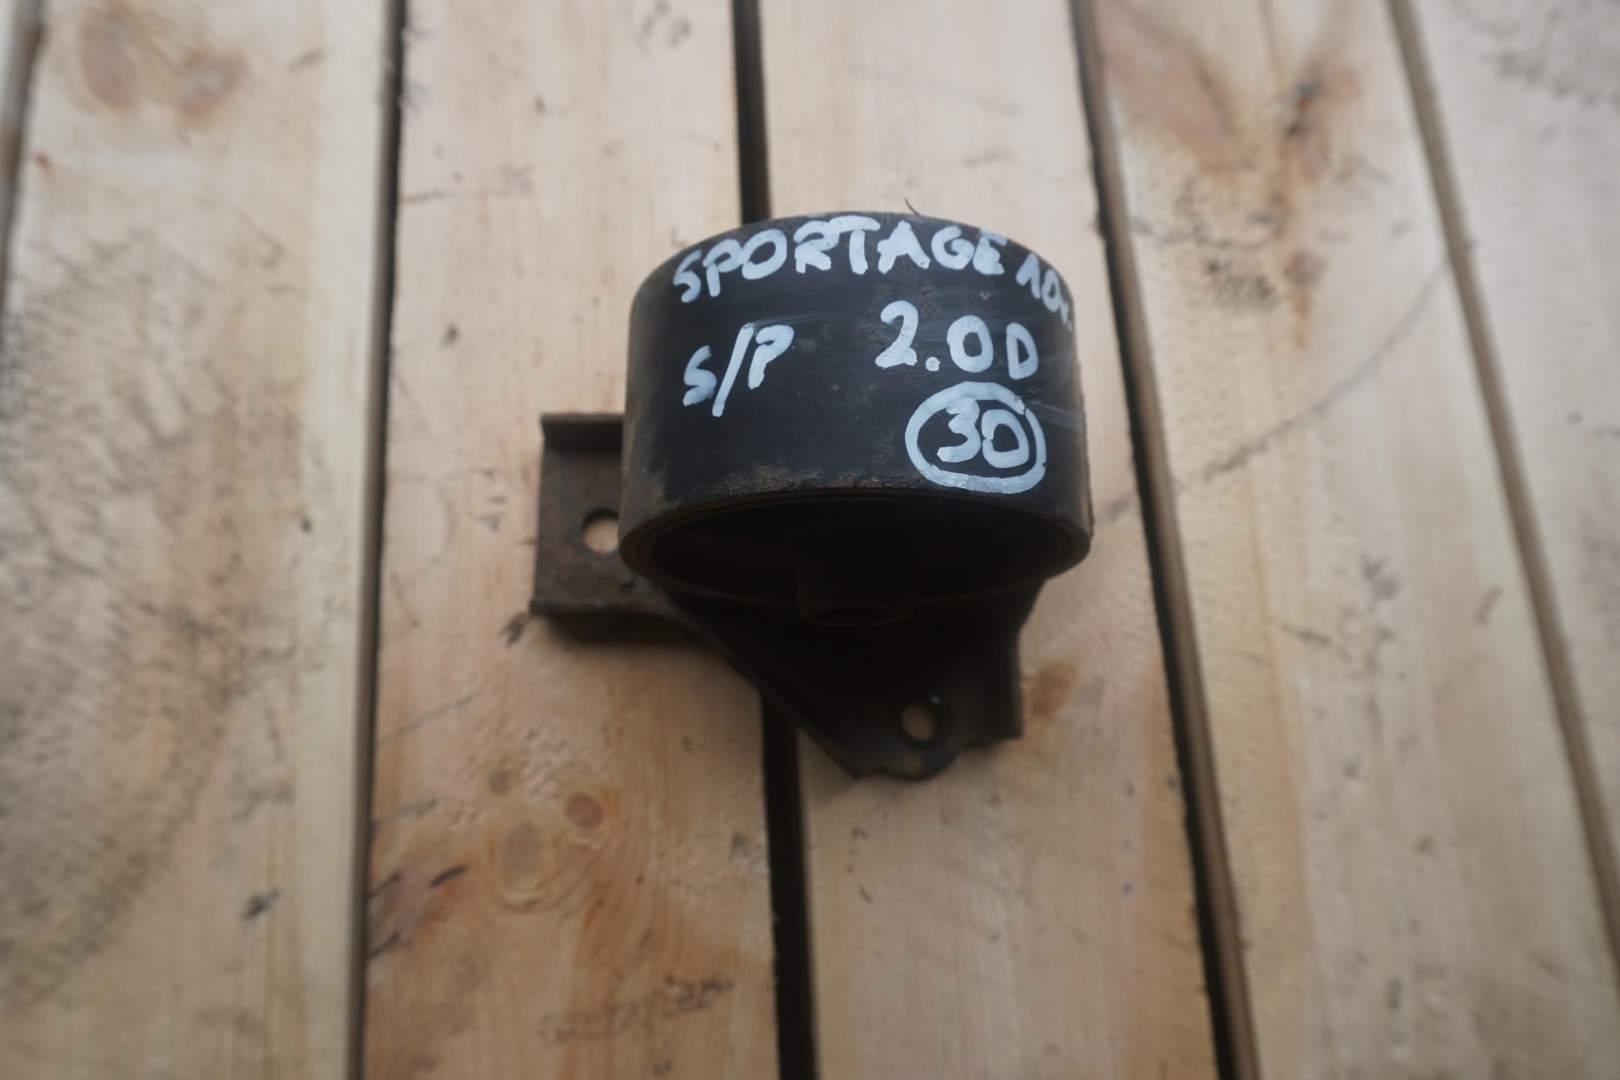 SPORTAGE 10r.
S/P 2.0D
30